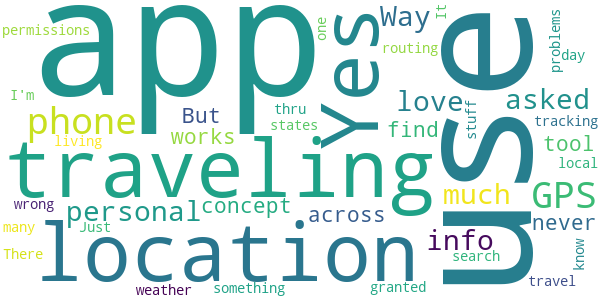 app
use
Yes
Way
It
problems
permissions
one
routing
day
I'm
phone
But
thru
love
stuff
asked
tracking
living
works
states
find
tool
traveling
local
much
GPS
wrong
personal
concept
across
never
many
Just
location
info
know
There
search
weather
something
granted
travel